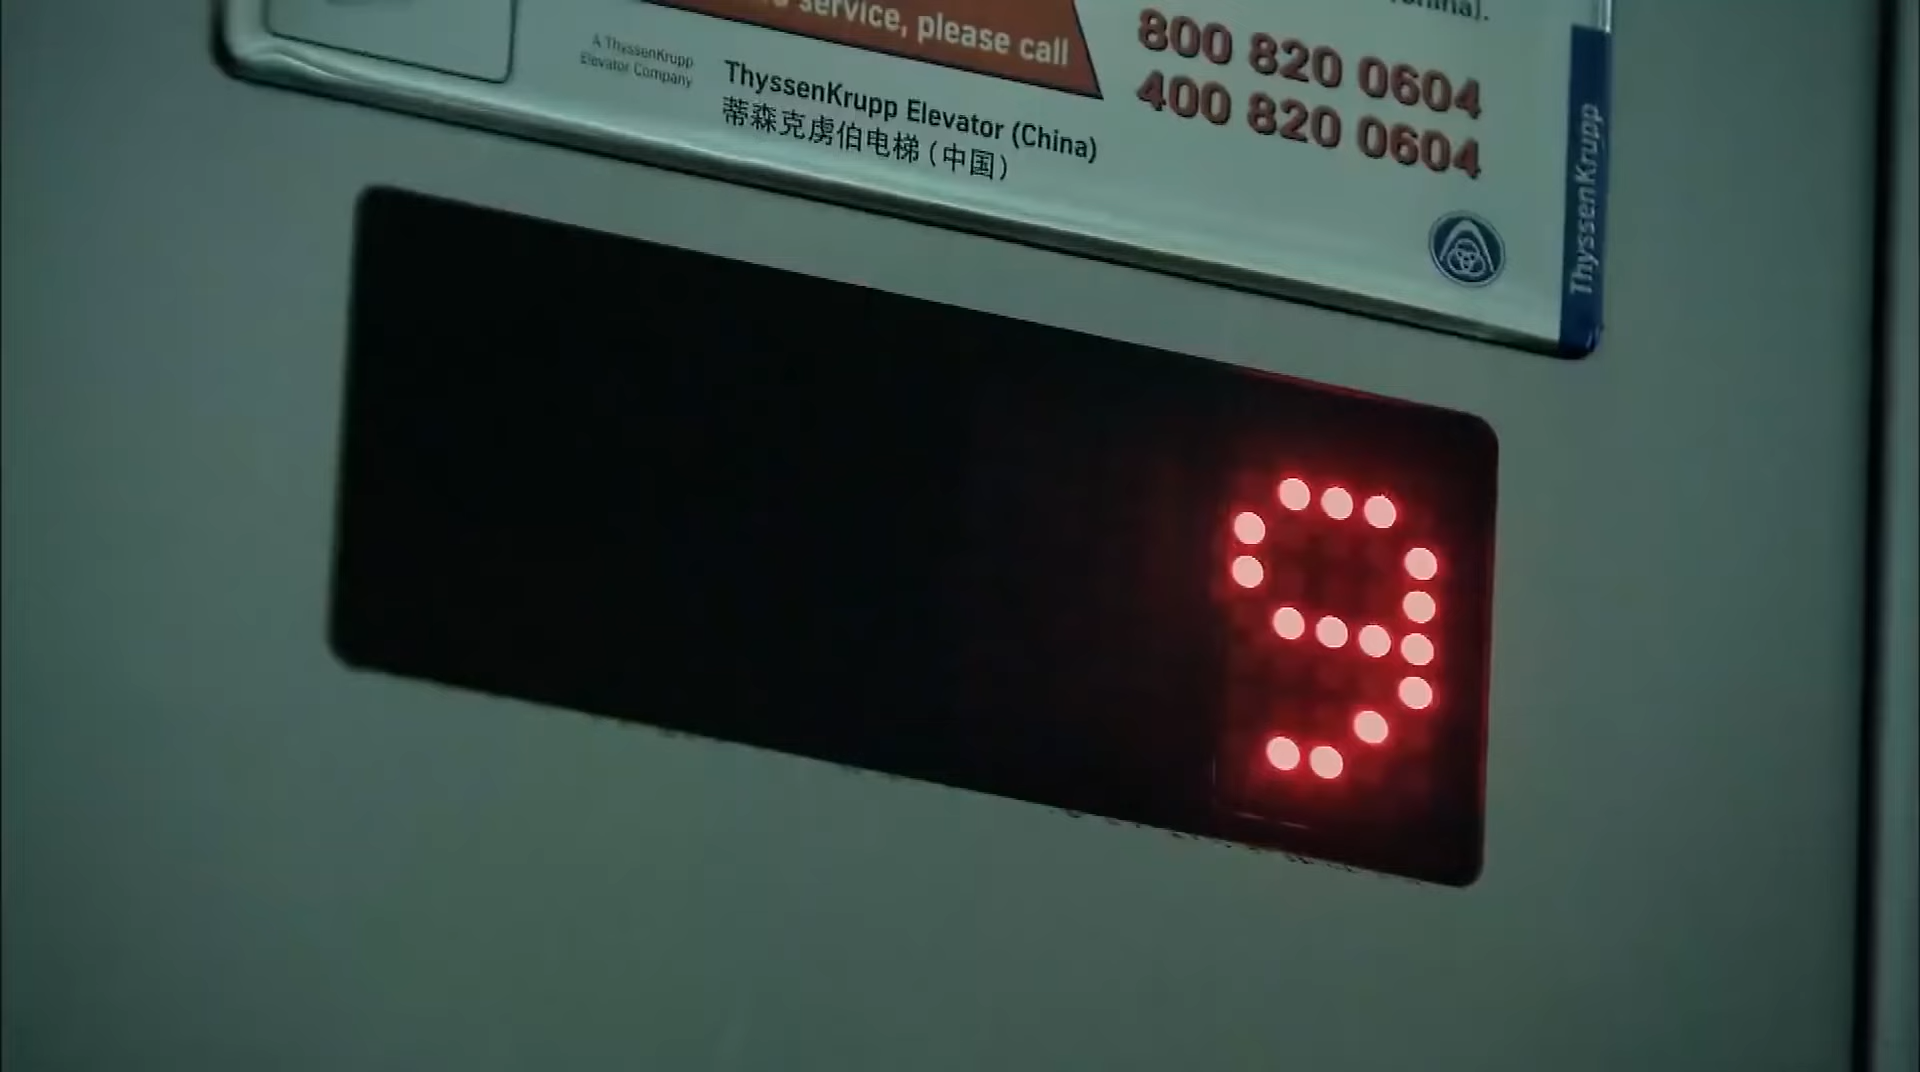 service, please call
800 820 0604
400 820 0604
A ThyssenKrupp
Elevator Company
ThyssenKrupp Elevator (China)
蒂森克虏伯电梯 (中国)
ThyssenKrupp
9